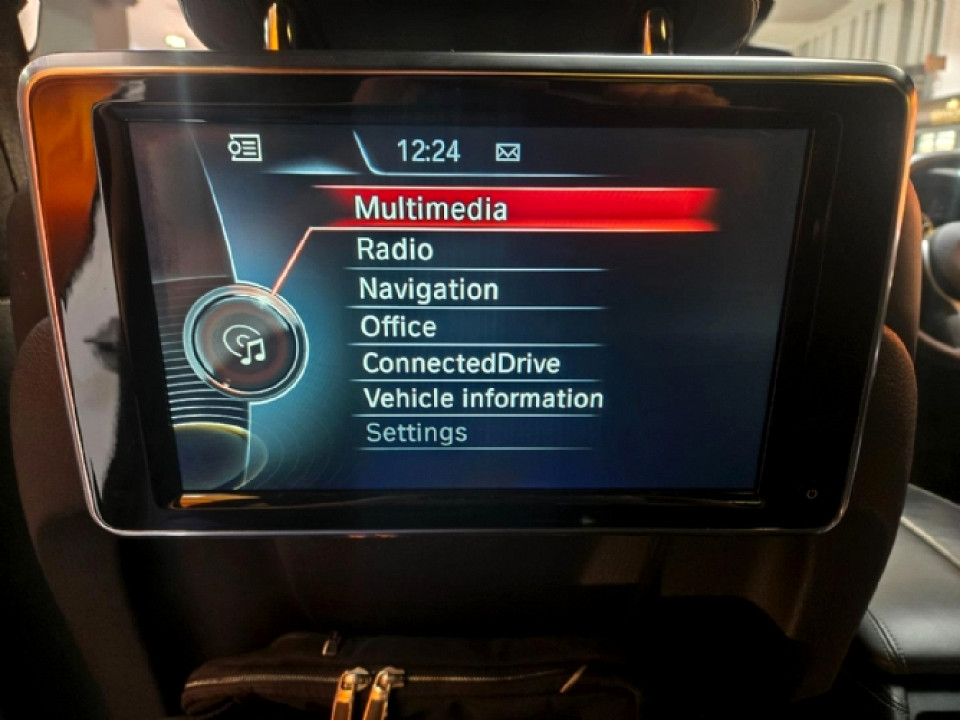 12:24
Multimedia
Radio
Navigation
Office
ConnectedDrive
Vehicle information
Settings